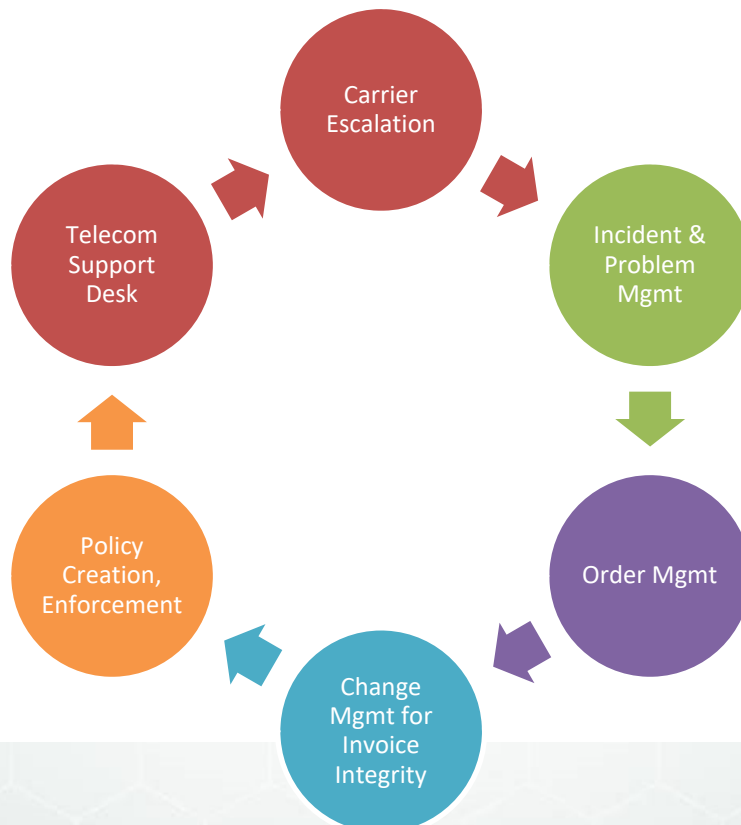 Carrier
Escalation
Incident &
Problem
Mgmt
Order Mgmt
Change
Mgmt for
Invoice
Integrity
Policy
Creation,
Enforcement
Telecom
Support
Desk